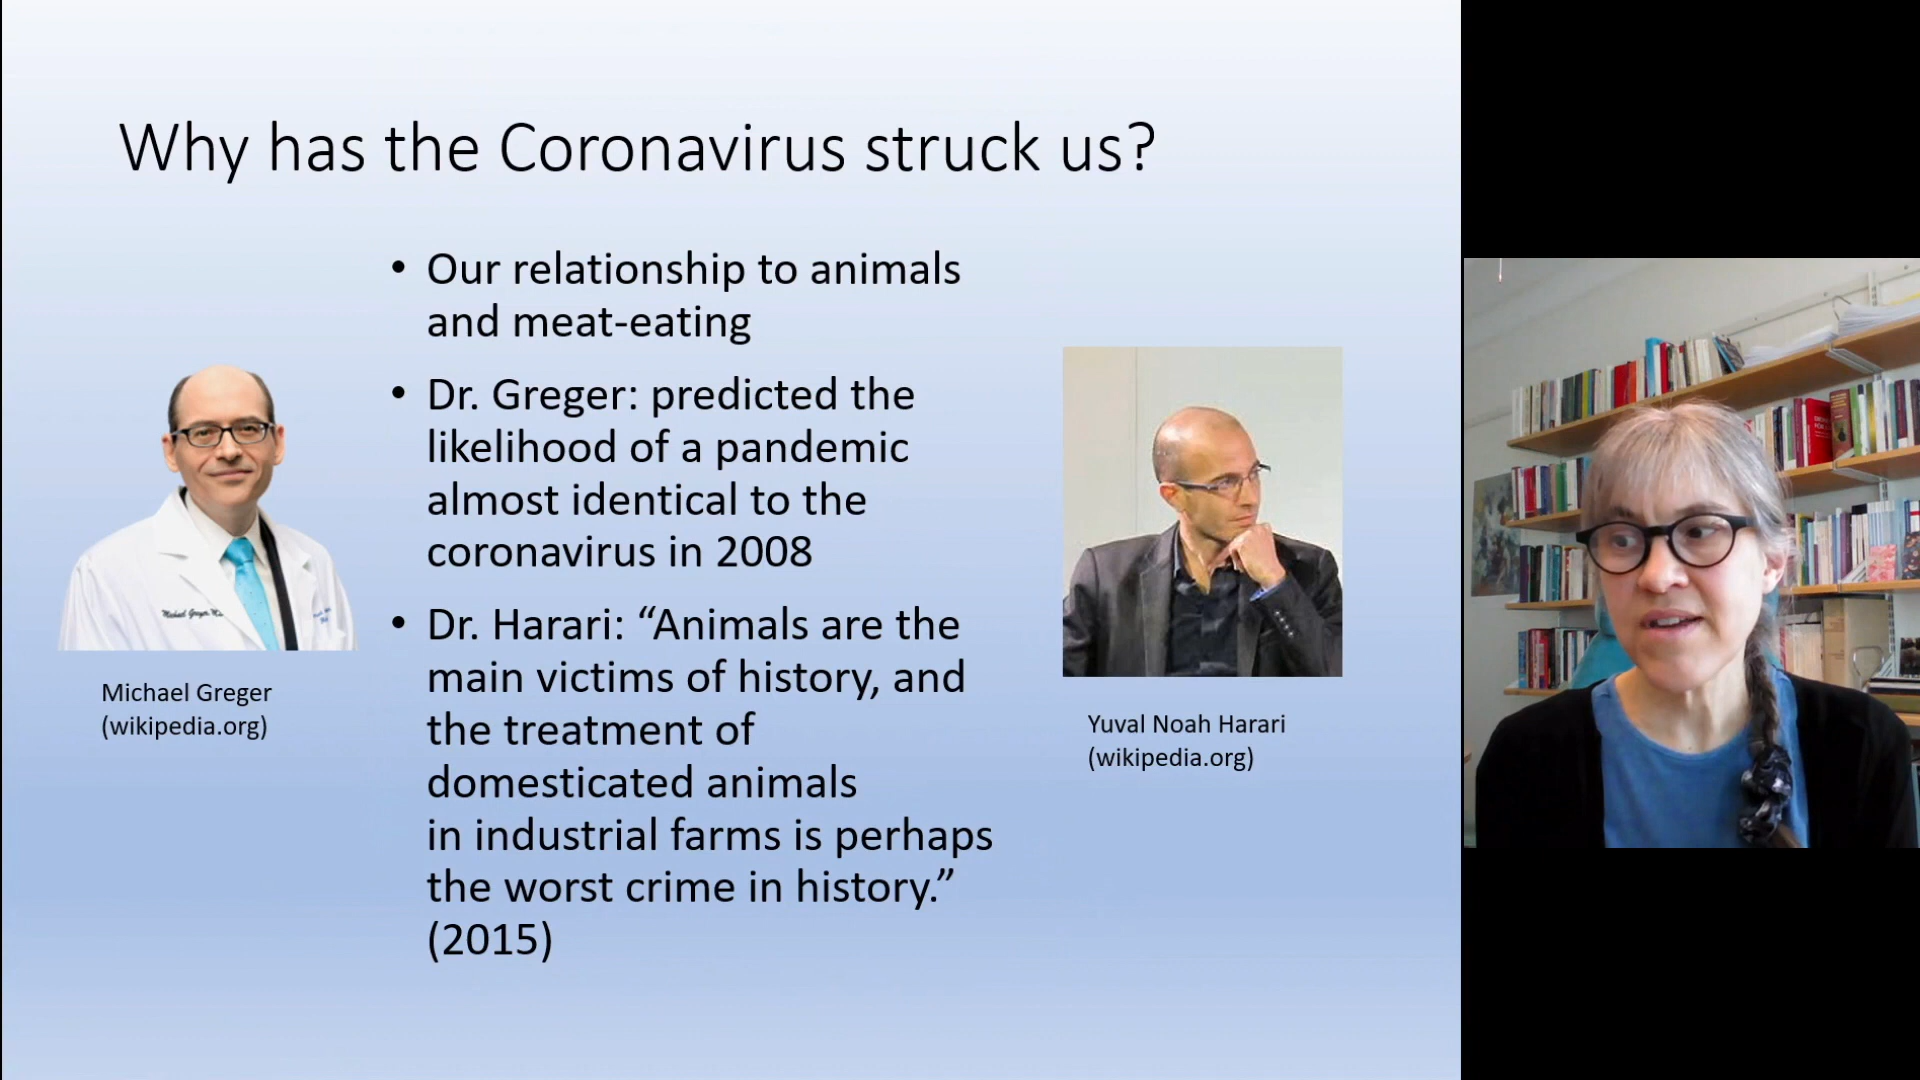 Why has the Coronavirus struck us?
• Our relationship to animals
and meat-eating
• Dr. Greger: predicted the
likelihood of a pandemic
almost identical to the
coronavirus in 2008
• Dr. Harari: “Animals are the
main victims of history, and
the treatment of
domesticated animals
in industrial farms is perhaps
the worst crime in history.”
(2015)
Michael Greger
(wikipedia.org)
Yuval Noah Harari
(wikipedia.org)